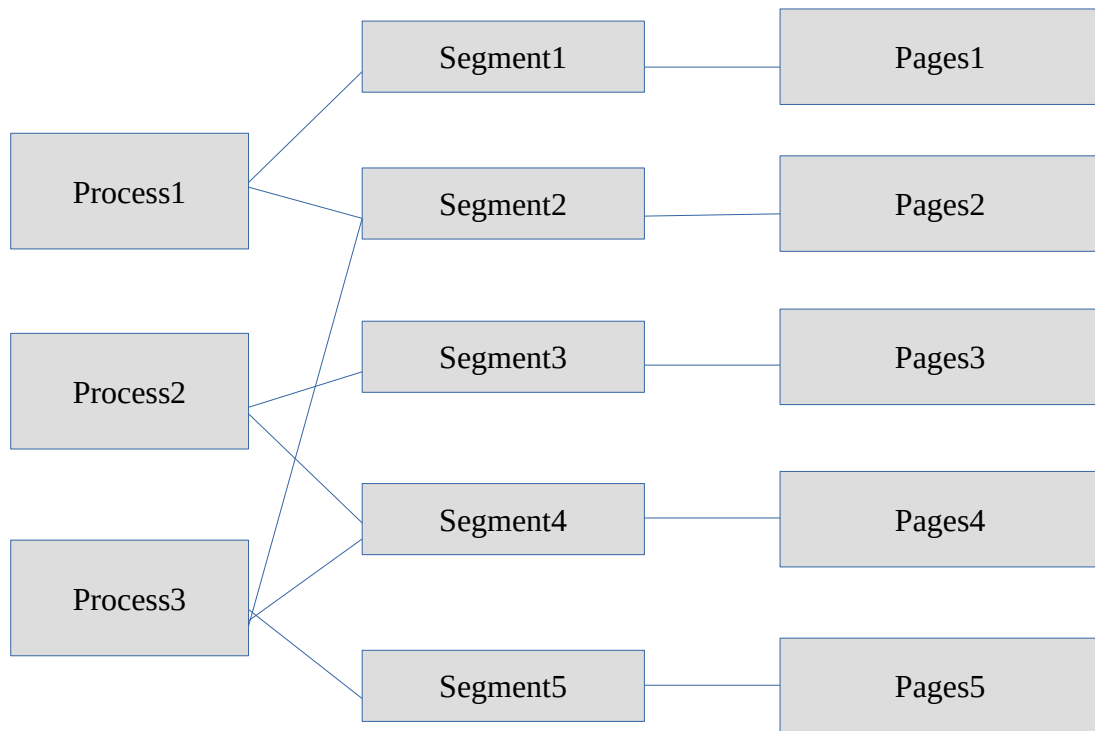 Segment1
Pages1
Process1
Segment2
Pages2
Process2
Segment3
Pages3
Segment4
Pages4
Process3
Segment5
Pages5